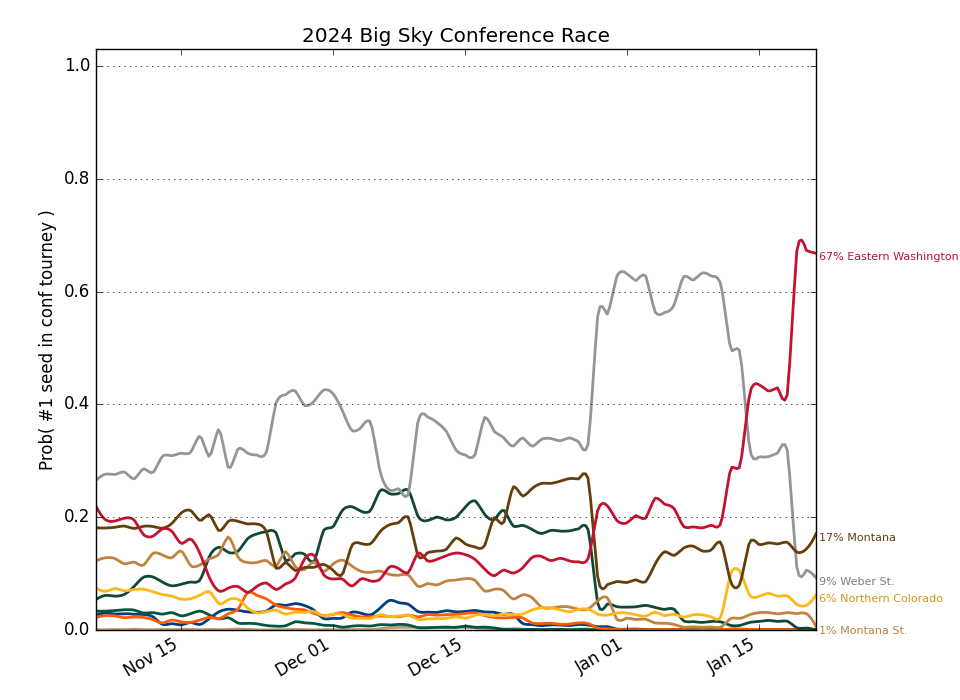 2024 Big Sky Conference Race
Prob( #1 seed in conf tourney )
1.0
0.8
0.6
0.4
0.2
0.0
Nov 15
Dec 01
Dec 15
Jan 01
Jan 15
67% Eastern Washington
17% Montana
9% Weber St.
6% Northern Colorado
1% Montana St.